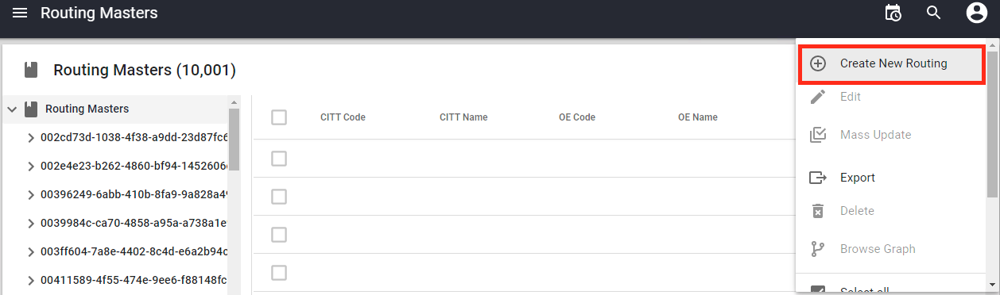 Routing Masters
Routing Masters (10,001)
Routing Masters
002cd73d-1038-4f38-a9dd-23d87fc6
002e4e23-b262-4860-bf94-1452606
00396249-6abb-410b-8fa9-9a828a49
0039984c-ca70-4858-a95a-a738a1e
003ff604-7a8e-4402-8c4d-e6a2b94c
00411589-4f55-474e-9ee6-f88148fc
CITT Code CITT Name OE Code OE Name
Create New Routing
Edit
Mass Update
Export
Delete
Browse Graph
Select all